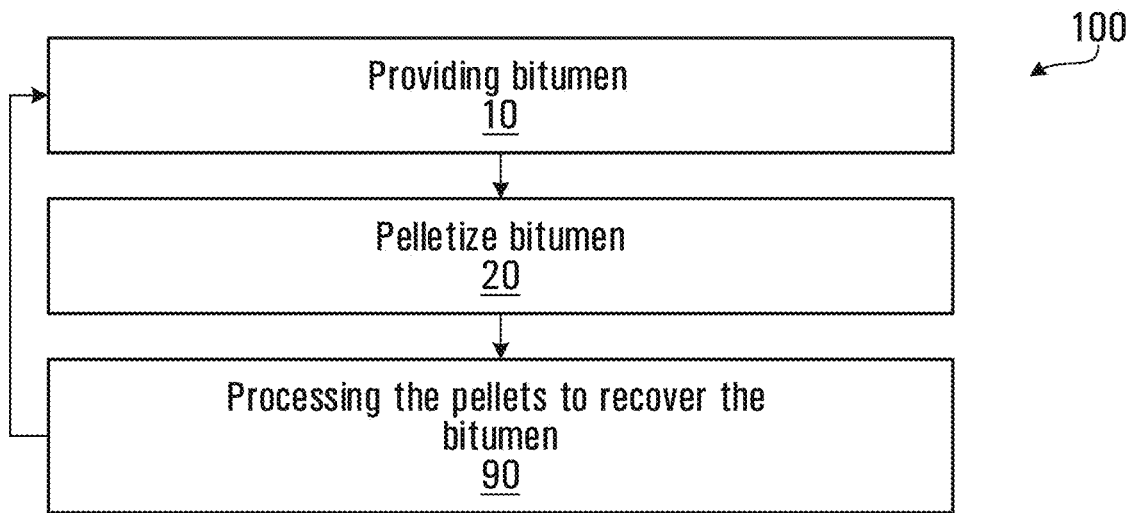 100
Providing bitumen
10
Pelletize bitumen
20
Processing the pellets to recover the
bitumen
90